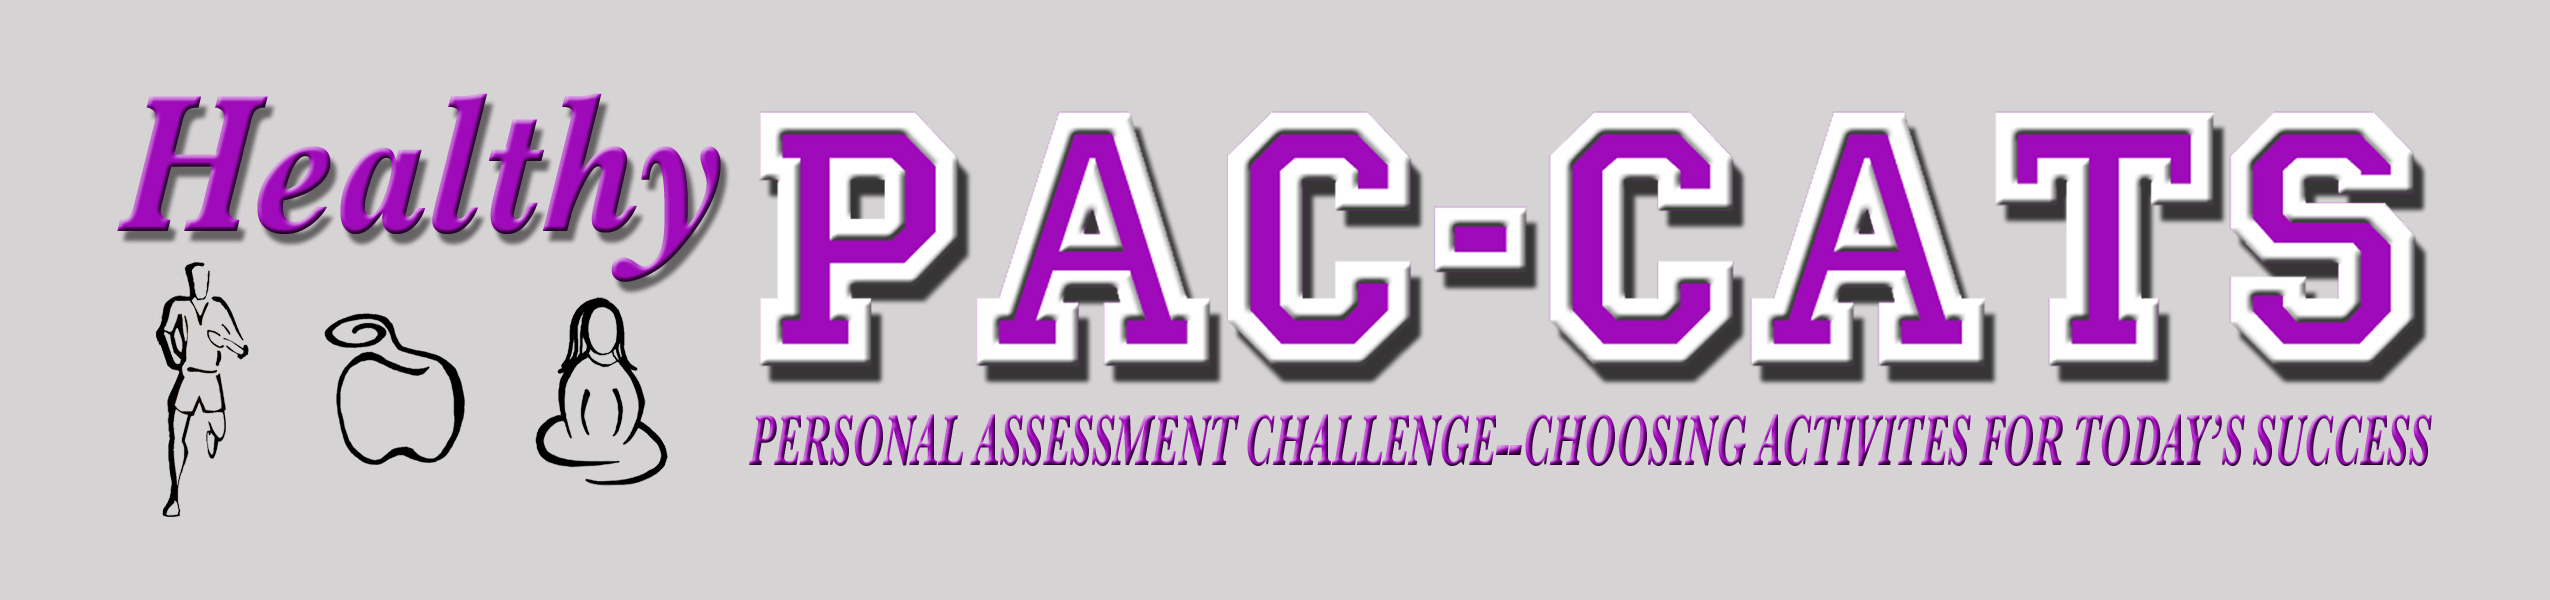 Healthy PAC-CATS
PERSONAL ASSESSMENT CHALLENGE--CHOOSING ACTIVITES FOR TODAY'S SUCCESS